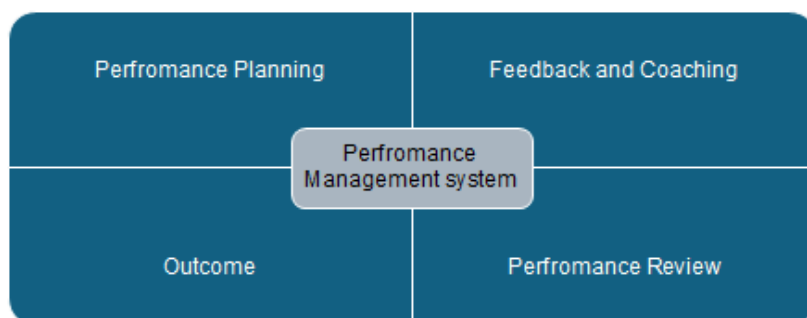 Perfromance Planning
Feedback and Coaching
Perfromance
Management system
Outcome
Perfromance Review